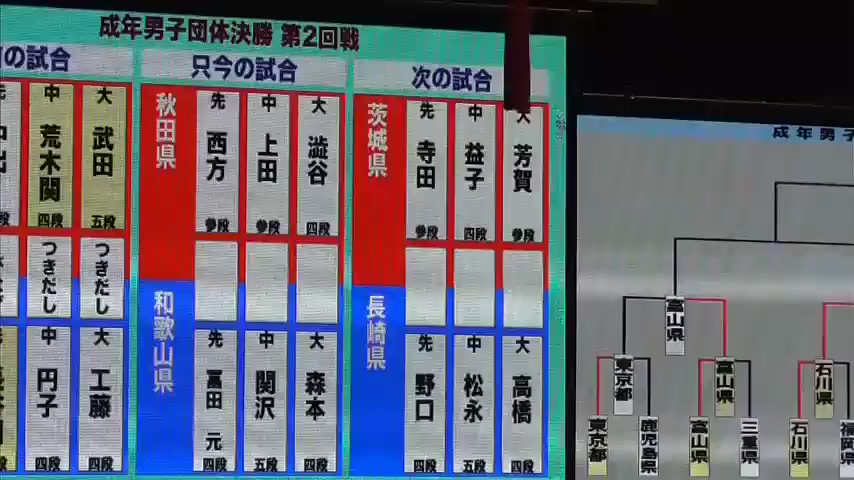 成年男子団体決勝 第2回戦
の試合
中
荒木関
四段
大
武田
五段
つきだし
つきだし
中
円子
四段
大
工藤
四段
只今の試合
秋田県
先
西方
参段
中
上田
参段
大
澁谷
四段
和歌山県
先
冨田 元
四段
中
関沢
五段
大
森本
四段
次の試合
茨城県
先
寺田
参段
中
益子
四段
大
芳賀
参段
長崎県
先
野口
四段
中
松永
五段
大
高橋
四段
成年男子
富山県
東京都
富山県
石川県
東京都
鹿児島県
富山県
三重県
石川県
福岡県